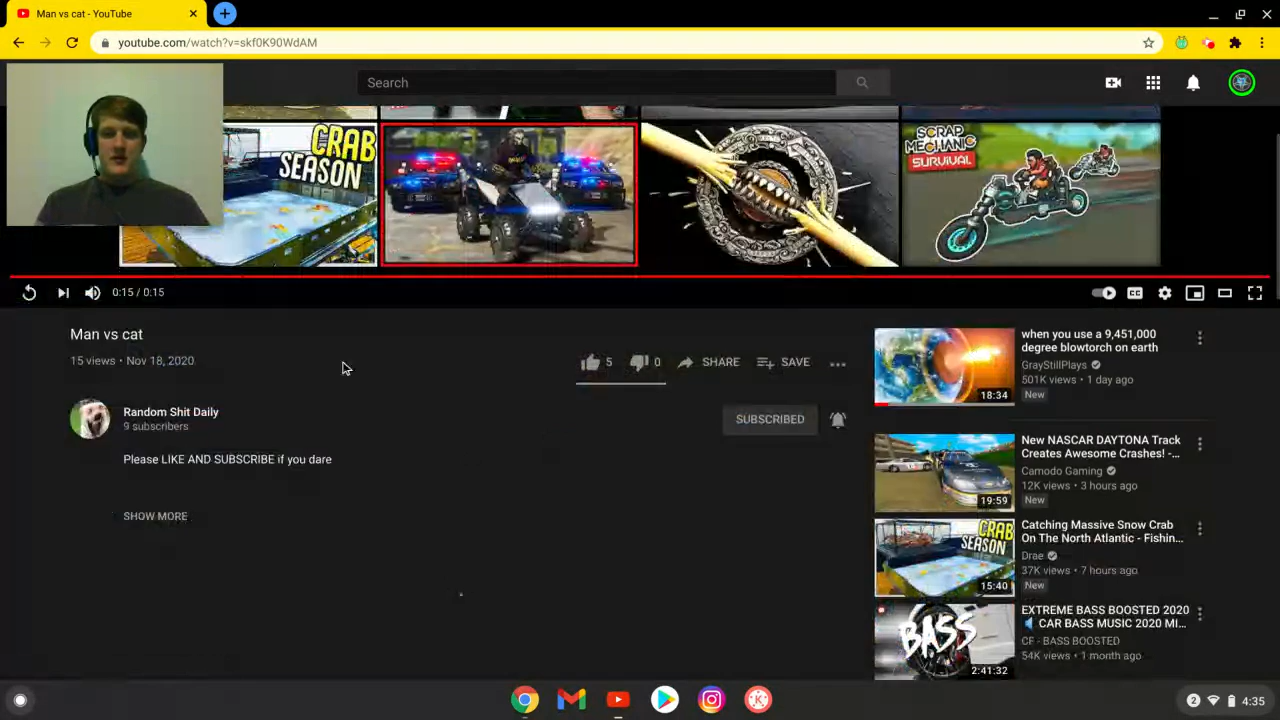 Man vs cat - YouTube
youtube.com/watch?v=skf0K90WdAM
Search
CRAB
SEASON
SCRAP
MECHANIC
SURVIVAL
0:15 / 0:15
CC
Man vs cat
15 views • Nov 18, 2020
5
0
SHARE
SAVE
Random Shit Daily
9 subscribers
SUBSCRIBED
Please LIKE AND SUBSCRIBE if you dare
SHOW MORE
when you use a 9,451,000
degree blowtorch on earth
GrayStillPlays
501K views • 1 day ago
New
18:34
New NASCAR DAYTONA Track
Creates Awesome Crashes! -...
Camodo Gaming
12K views • 3 hours ago
New
19:59
CRAB
SEASON
Catching Massive Snow Crab
On The North Atlantic - Fishin...
Drae
37K views • 7 hours ago
New
15:40
BASS
EXTREME BASS BOOSTED 2020
CAR BASS MUSIC 2020 MI...
CF - BASS BOOSTED
54K views • 1 month ago
2:41:32
2
4:35